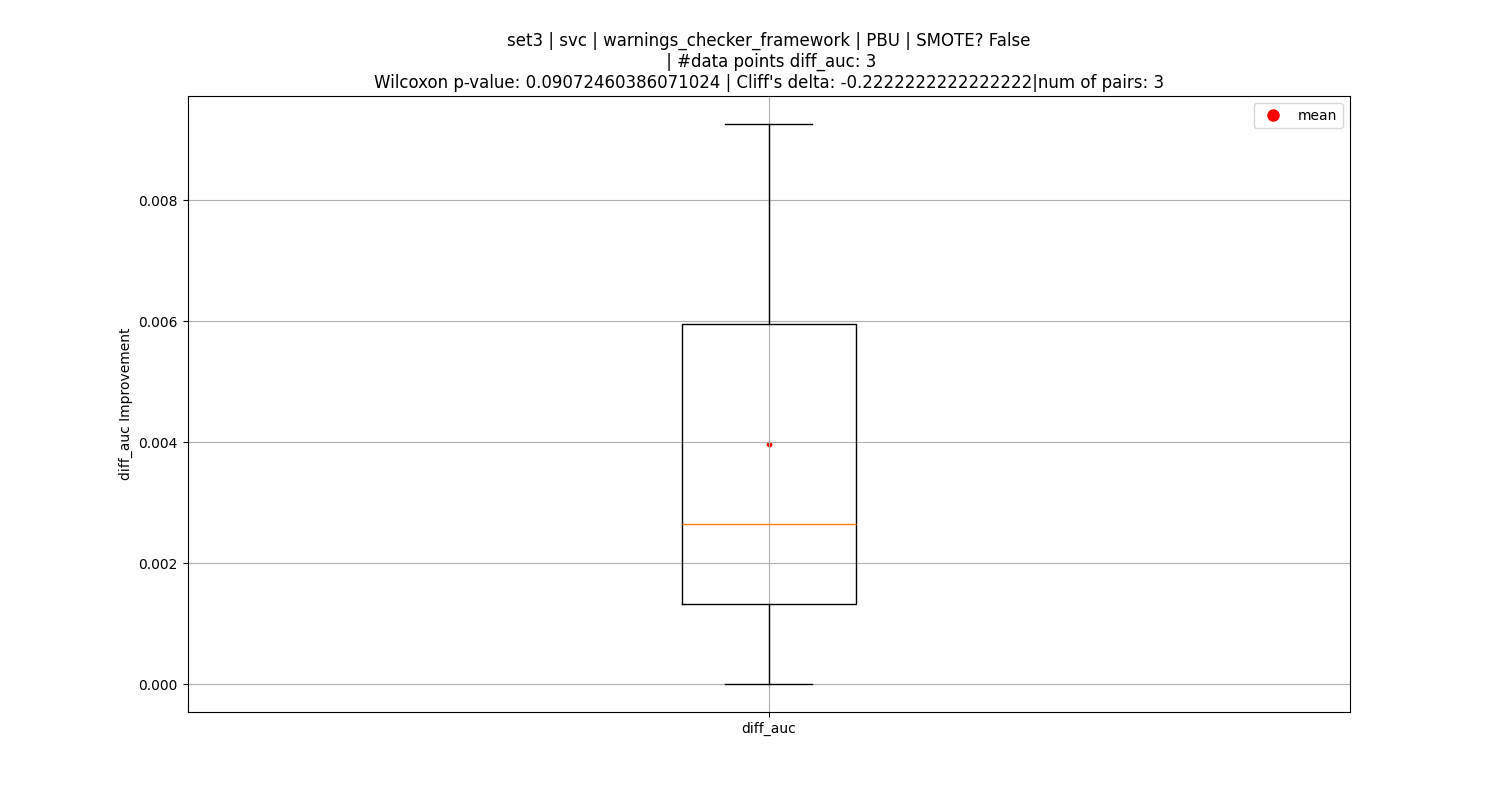 set3 | svc | warnings_checker_framework | PBU | SMOTE? False
| #data points diff_auc: 3
Wilcoxon p-value: 0.09072460386071024 | Cliff's delta: -0.2222222222222222|num of pairs: 3
mean
0.008
0.006
0.004
0.002
0.000
diff_auc Improvement
diff_auc